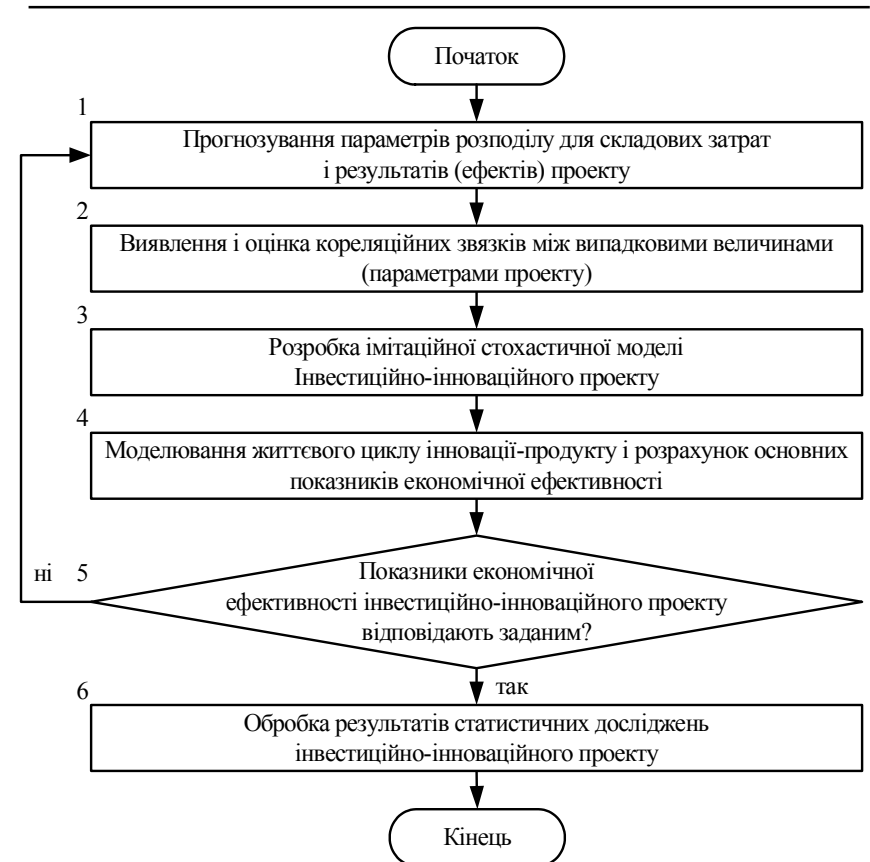 Початок
1
Прогнозування параметрів розподілу для складових затрат
і результатів (ефектів) проекту
2
Виявлення і оцінка кореляційних звязків між випадковими величинами
(параметрами проекту)
3
Розробка імітаційної стохастичної моделі
Інвестиційно-інноваційного проекту
4
Моделювання життєвого циклу інновації-продукту і розрахунок основних
показників економічної ефективності
ні 5
Показники економічної
ефективності інвестиційно-інноваційного проекту
відповідають заданим?
так
6
Обробка результатів статистичних досліджень
інвестиційно-інноваційного проекту
Кінець